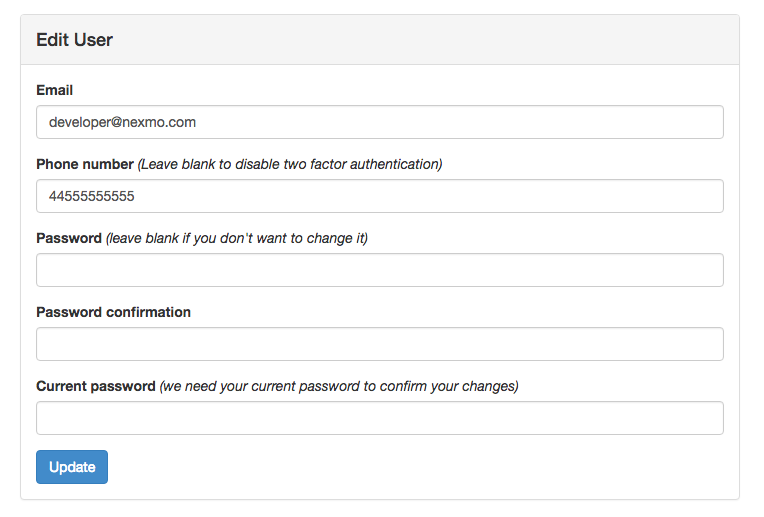 Edit User
Email
developer@nexmo.com
Phone number (Leave blank to disable two factor authentication)
44555555555
Password (leave blank if you don't want to change it)
Password confirmation
Current password (we need your current password to confirm your changes)
Update